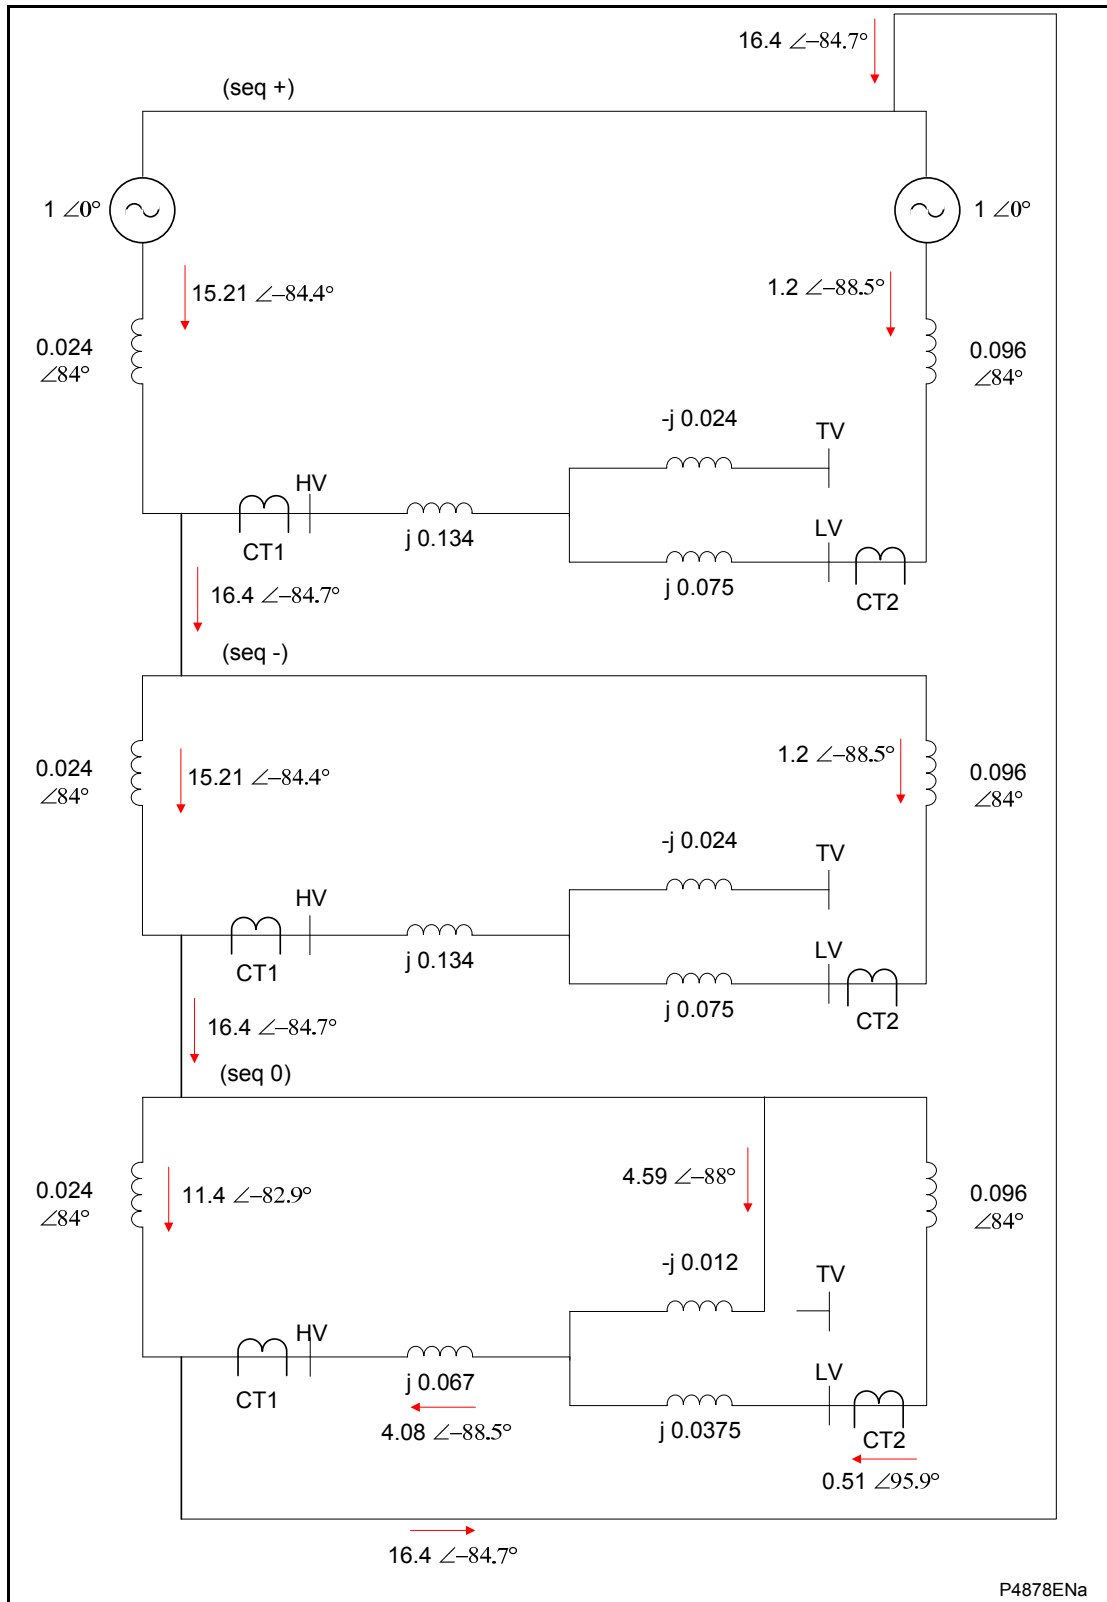 16.4 ∠–84.7°
(seq +)
1 ∠0°
1 ∠0°
15.21 ∠–84.4°
1.2 ∠–88.5°
0.024
∠84°
0.096
∠84°
-j 0.024
TV
HV
LV
CT1
j 0.134
j 0.075
CT2
16.4 ∠–84.7°
(seq -)
15.21 ∠–84.4°
1.2 ∠–88.5°
0.024
∠84°
0.096
∠84°
-j 0.024
TV
HV
LV
CT1
j 0.134
j 0.075
CT2
16.4 ∠–84.7°
(seq 0)
0.024
∠84°
11.4 ∠–82.9°
4.59 ∠–88°
0.096
∠84°
-j 0.012
TV
HV
LV
CT1
j 0.067
4.08 ∠–88.5°
j 0.0375
CT2
0.51 ∠95.9°
16.4 ∠–84.7°
P4878ENa